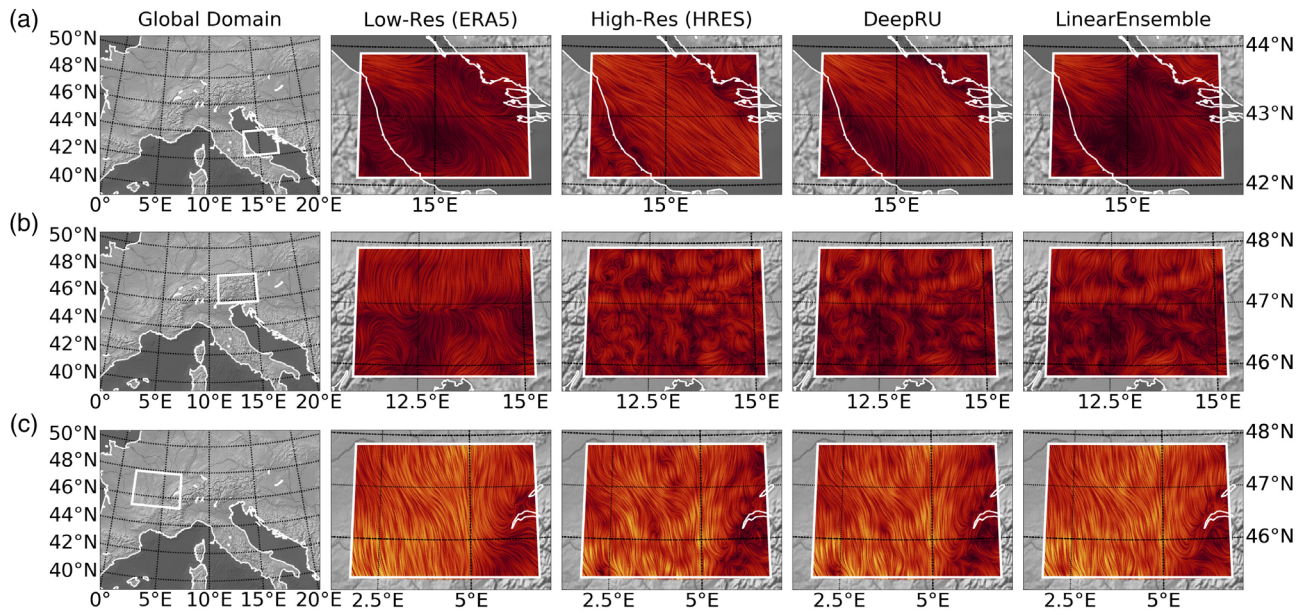 (a) Global Domain Low-Res (ERA5) High-Res (HRES) DeepRU LinearEnsemble
50°N 44°N
48°N
46°N
44°N 43°N
42°N
40°N 42°N
0° 5°E 10°E 15°E 20°E 15°E 15°E 15°E 15°E
(b)
50°N 48°N
48°N
46°N 47°N
44°N
42°N 46°N
40°N
0° 5°E 10°E 15°E 20°E 12.5°E 15°E 12.5°E 15°E 12.5°E 15°E 12.5°E 15°E
(c)
50°N 48°N
48°N
46°N 47°N
44°N
42°N 46°N
40°N
0° 5°E 10°E 15°E 20°E 2.5°E 5°E 2.5°E 5°E 2.5°E 5°E 2.5°E 5°E